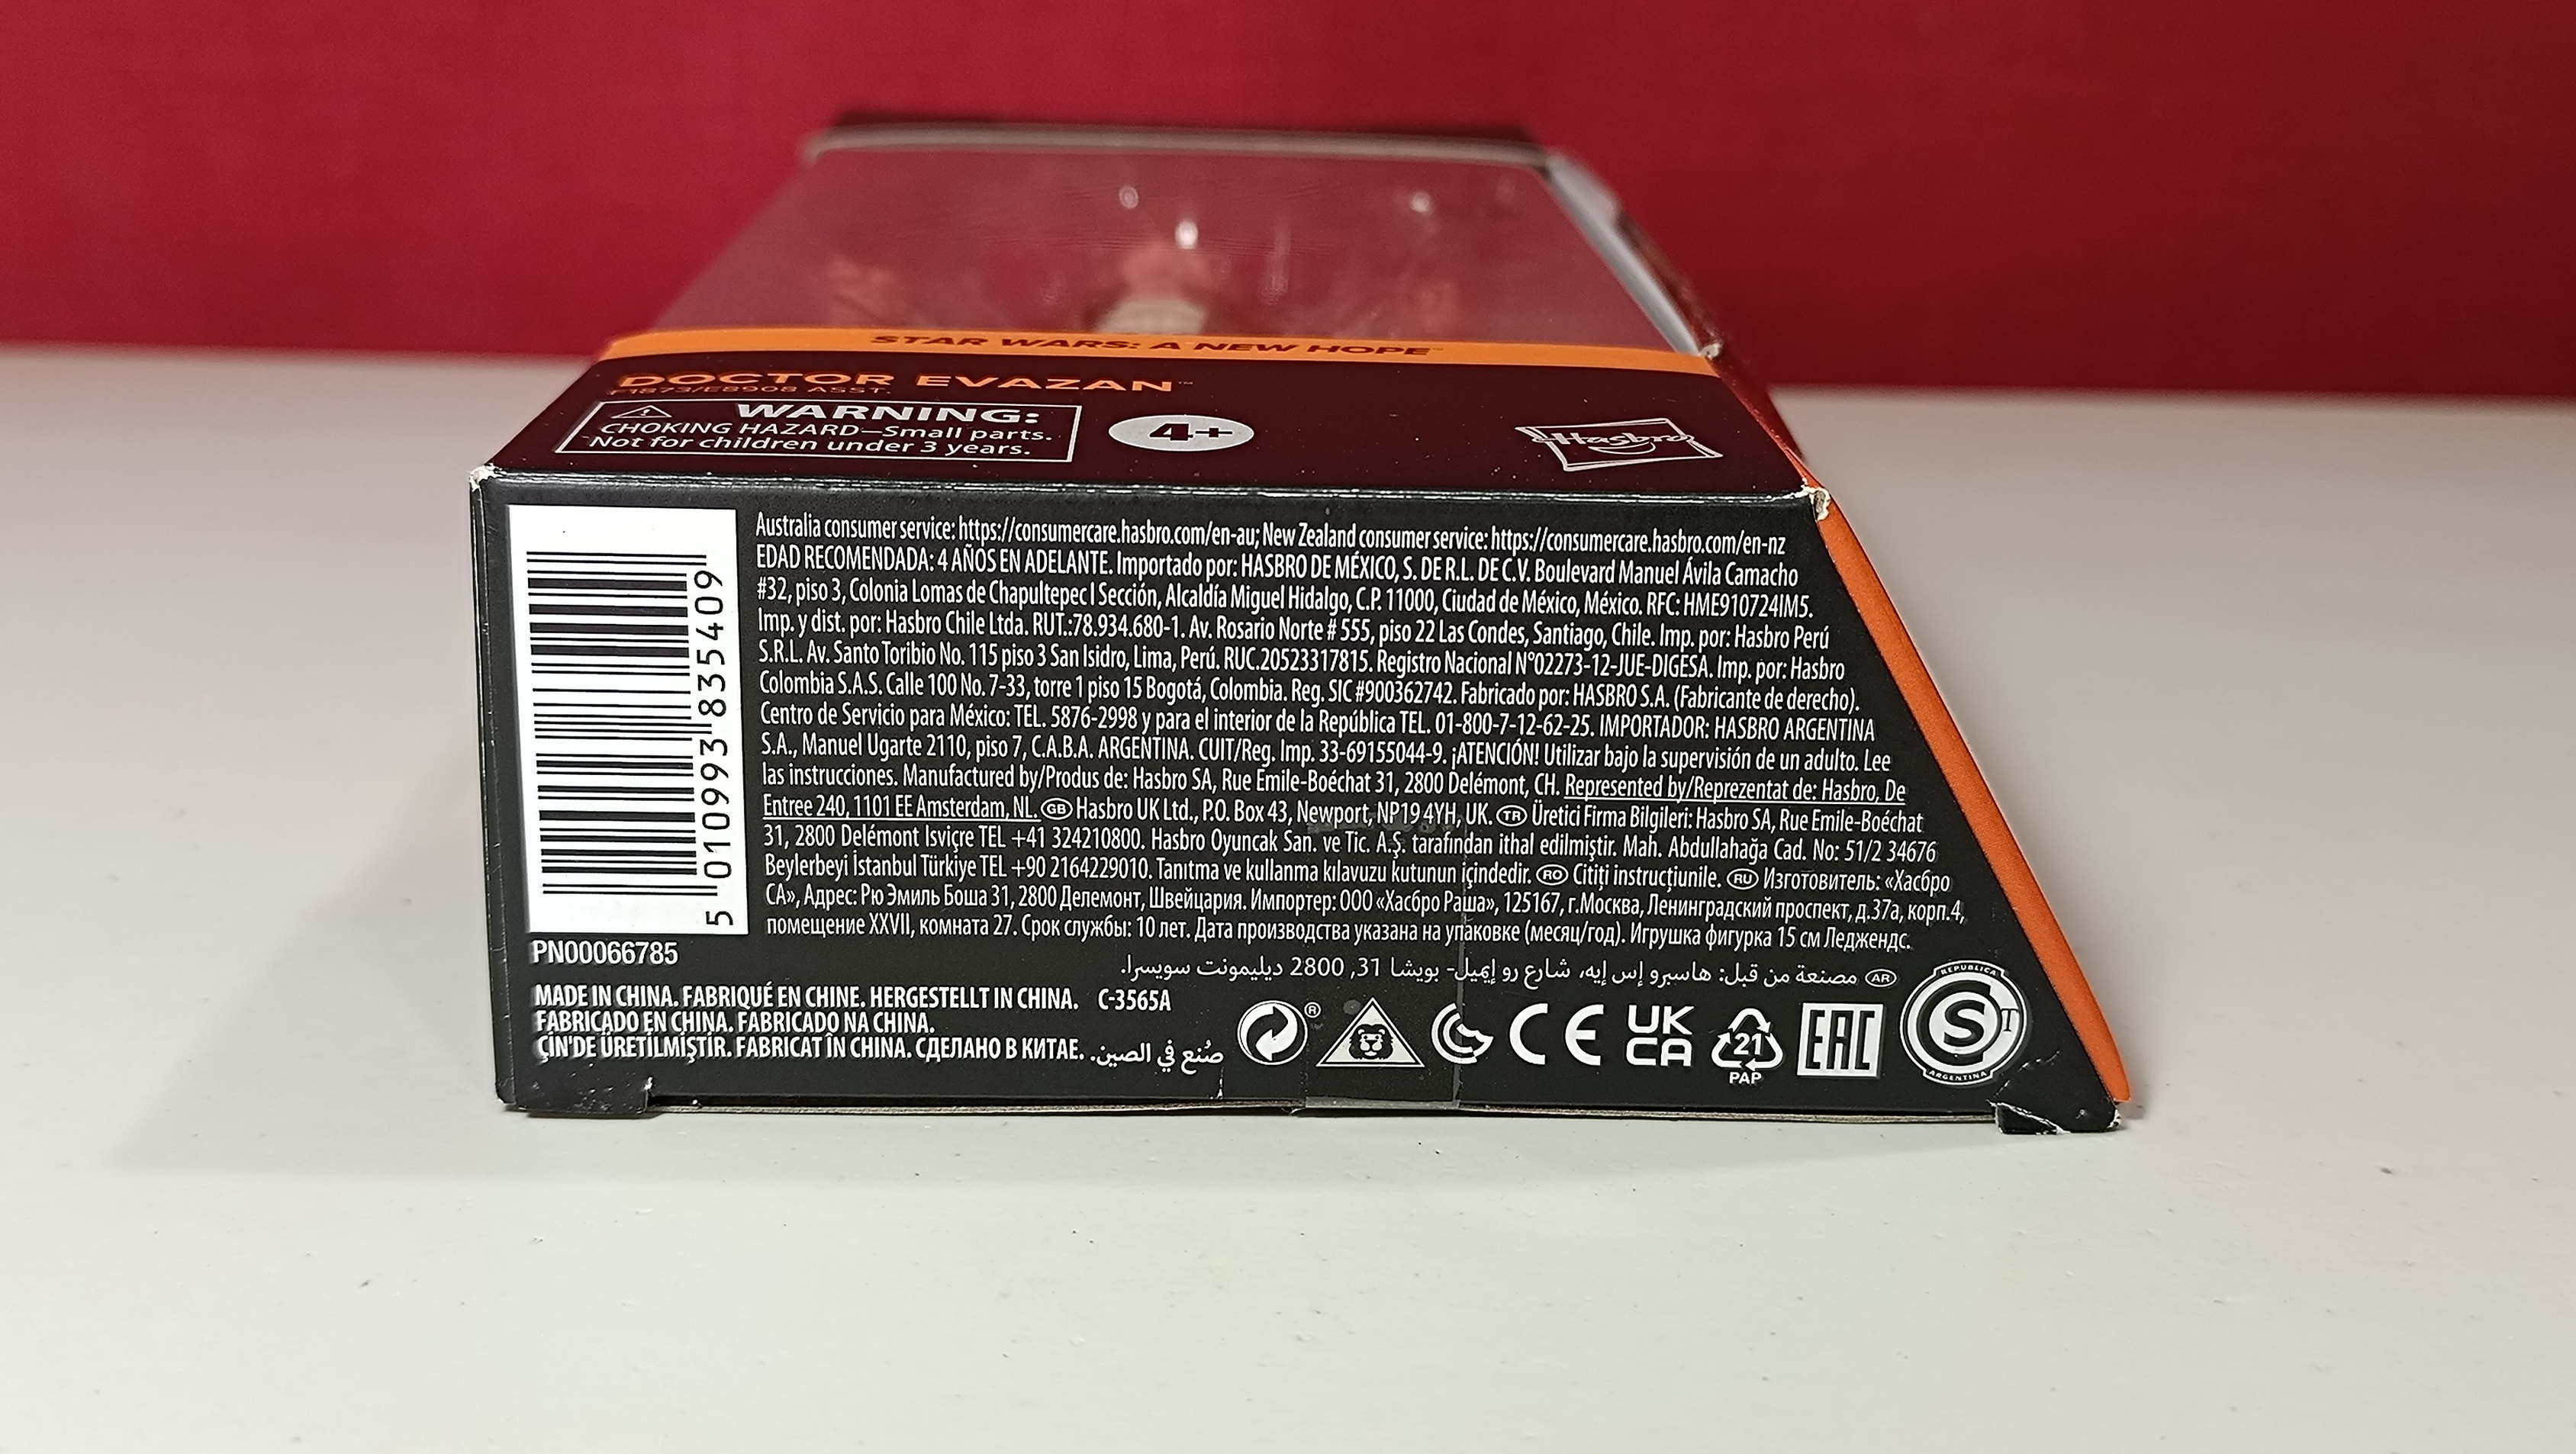 STAR WARS: A NEW HOPE™
DOCTOR EVAZAN™
F1873/E8908 ASST.
WARNING:
CHOKING HAZARD—Small parts.
Not for children under 3 years.
4+
Hasbro
Australia consumer service: https://consumercare.hasbro.com/en-au; New Zealand consumer service: https://consumercare.hasbro.com/en-nz
EDAD RECOMENDADA: 4 AÑOS EN ADELANTE. Importado por: HASBRO DE MÉXICO, S. DE R.L. DE C.V. Boulevard Manuel Ávila Camacho
#32, piso 3, Colonia Lomas de Chapultepec I Sección, Alcaldía Miguel Hidalgo, C.P. 11000, Ciudad de México, México. RFC: HME910724IM5.
Imp. y dist. por: Hasbro Chile Ltda. RUT.:78.934.680-1. Av. Rosario Norte # 555, piso 22 Las Condes, Santiago, Chile. Imp. por: Hasbro Perú
S.R.L. Av. Santo Toribio No. 115 piso 3 San Isidro, Lima, Perú. RUC.20523317815. Registro Nacional N°02273-12-JUE-DIGESA. Imp. por: Hasbro
Colombia S.A.S. Calle 100 No. 7-33, torre 1 piso 15 Bogotá, Colombia. Reg. SIC #900362742. Fabricado por: HASBRO S.A. (Fabricante de derecho).
Centro de Servicio para México: TEL. 5876-2998 y para el interior de la República TEL. 01-800-7-12-62-25. IMPORTADOR: HASBRO ARGENTINA
S.A., Manuel Ugarte 2110, piso 7, C.A.B.A. ARGENTINA. CUIT/Reg. Imp. 33-69155044-9. ¡ATENCIÓN! Utilizar bajo la supervisión de un adulto. Lee
las instrucciones. Manufactured by/Produs de: Hasbro SA, Rue Emile-Boéchat 31, 2800 Delémont, CH. Represented by/Reprezentat de: Hasbro, De
Entree 240, 1101 EE Amsterdam, NL. GB Hasbro UK Ltd., P.O. Box 43, Newport, NP19 4YH, UK. TR Üretici Firma Bilgileri: Hasbro SA, Rue Emile-Boéchat
31, 2800 Delémont Isviçre TEL +41 324210800. Hasbro Oyuncak San. ve Tic. A.Ş. tarafından ithal edilmiştir. Mah. Abdullahağa Cad. No: 51/2 34676
Beylerbeyi İstanbul Türkiye TEL +90 2164229010. Tanıtma ve kullanma kılavuzu kutunun içindedir. RO Citiți instrucțiunile. RU Изготовитель: «Хасбро
СА», Адрес: Рю Эмиль Боша 31, 2800 Делемонт, Швейцария. Импортер: ООО «Хасбро Раша», 125167, г.Москва, Ленинградский проспект, д.37а, корп.4,
помещение XXVII, комната 27. Срок службы: 10 лет. Дата производства указана на упаковке (месяц/год). Игрушка фигурка 15 см Леджендс.
AR مصنعة من قبل: هاسبرو إس إيه، شارع رو إيميل- بويشا 31, 2800 ديليمونت سويسرا.
5 010993 835409
PN00066785
MADE IN CHINA. FABRIQUÉ EN CHINE. HERGESTELLT IN CHINA. C-3565A
FABRICADO EN CHINA. FABRICADO NA CHINA.
ÇİN'DE ÜRETİLMİŞTİR. FABRICAT ÎN CHINA. СДЕЛАНО В КИТАЕ. صُنع في الصين.
®
CE
UK
CA
21
PAP
EAC
REPUBLICA
S
T
ARGENTINA